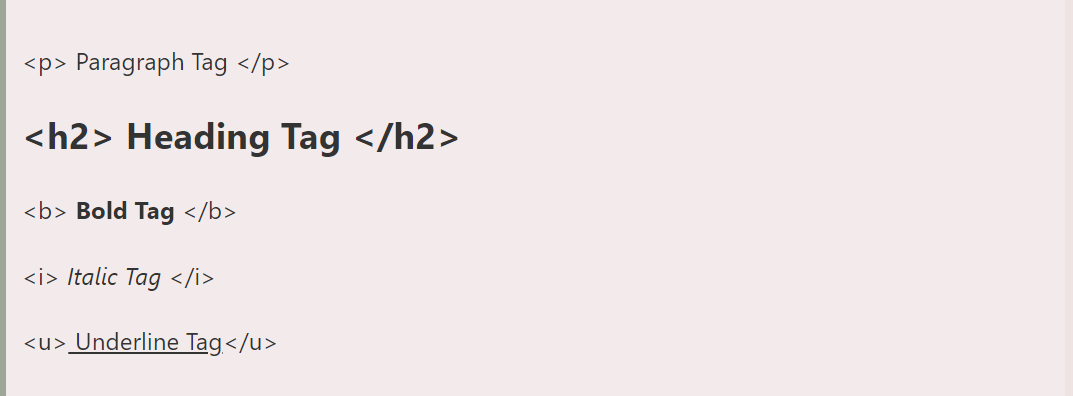 <p> Paragraph Tag </p>
<h2> Heading Tag </h2>
<b> Bold Tag </b>
<i> Italic Tag </i>
<u> Underline Tag</u>